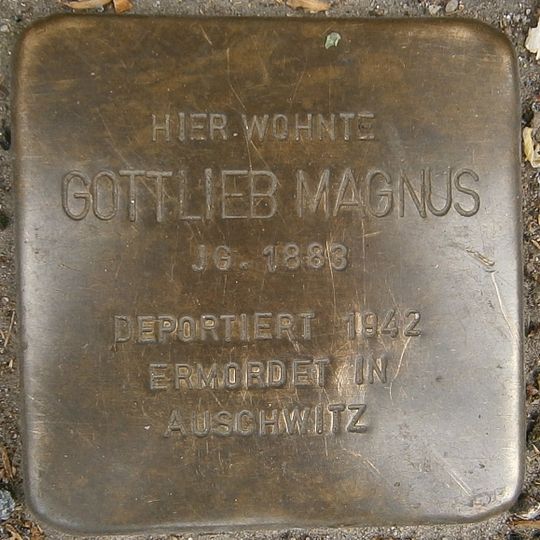 HIER WOHNTE
GOTTLIEB MAGNUS
JG. 1883
DEPORTIERT 1942
ERMORDET IN
AUSCHWITZ